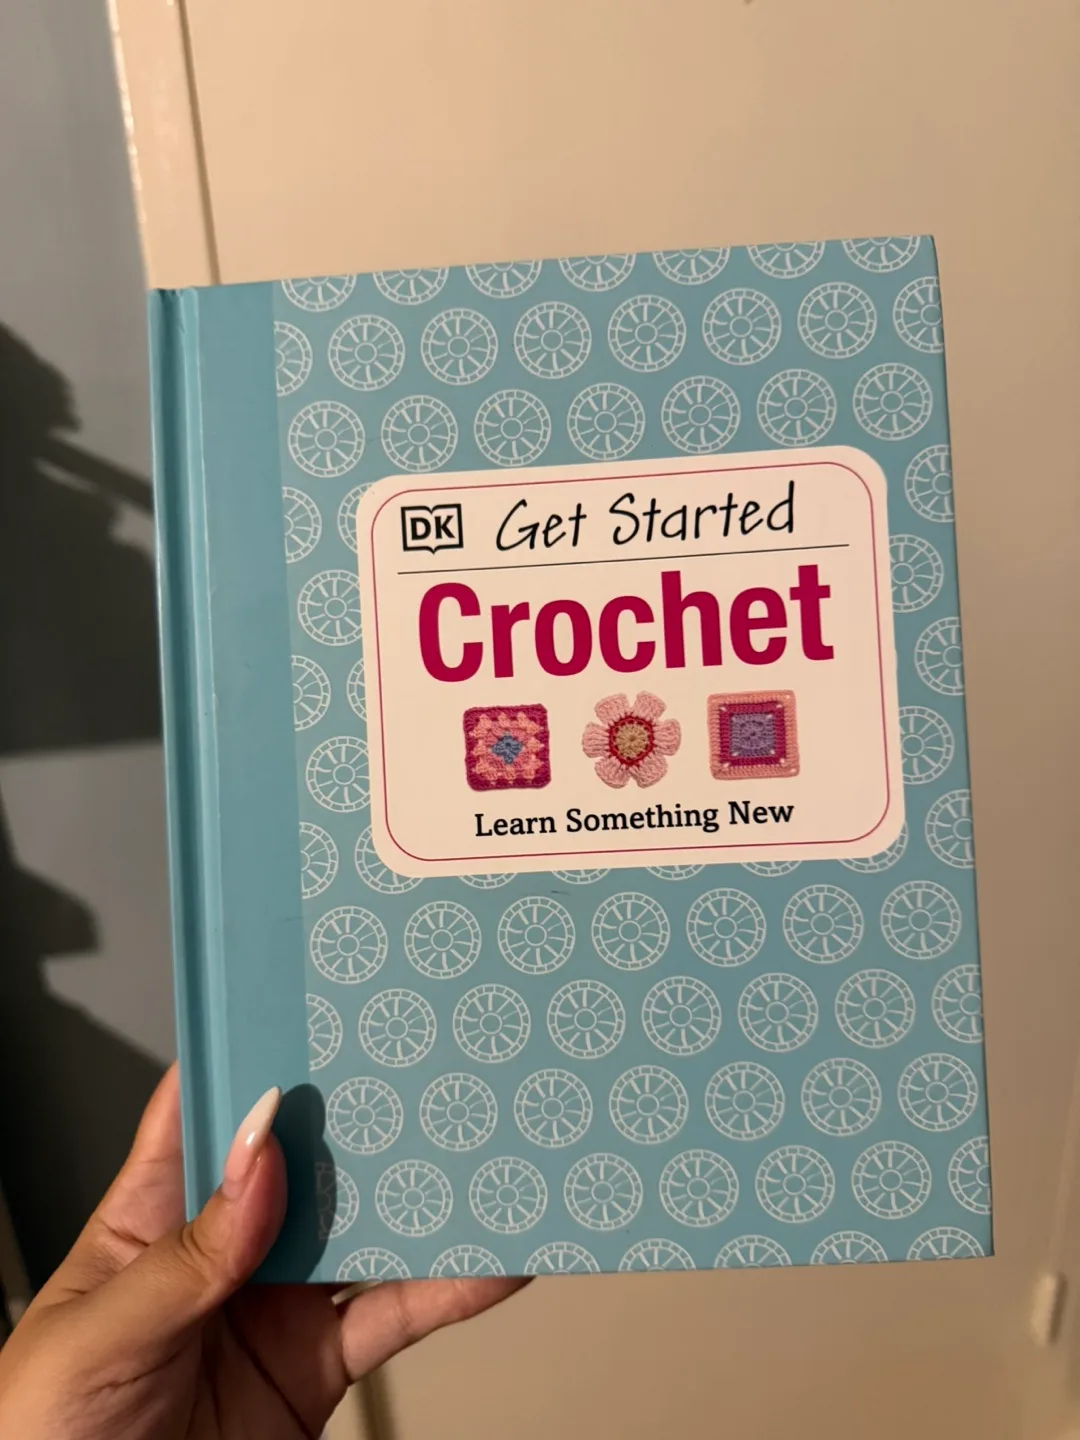 DK Get Started
Crochet
Learn Something New